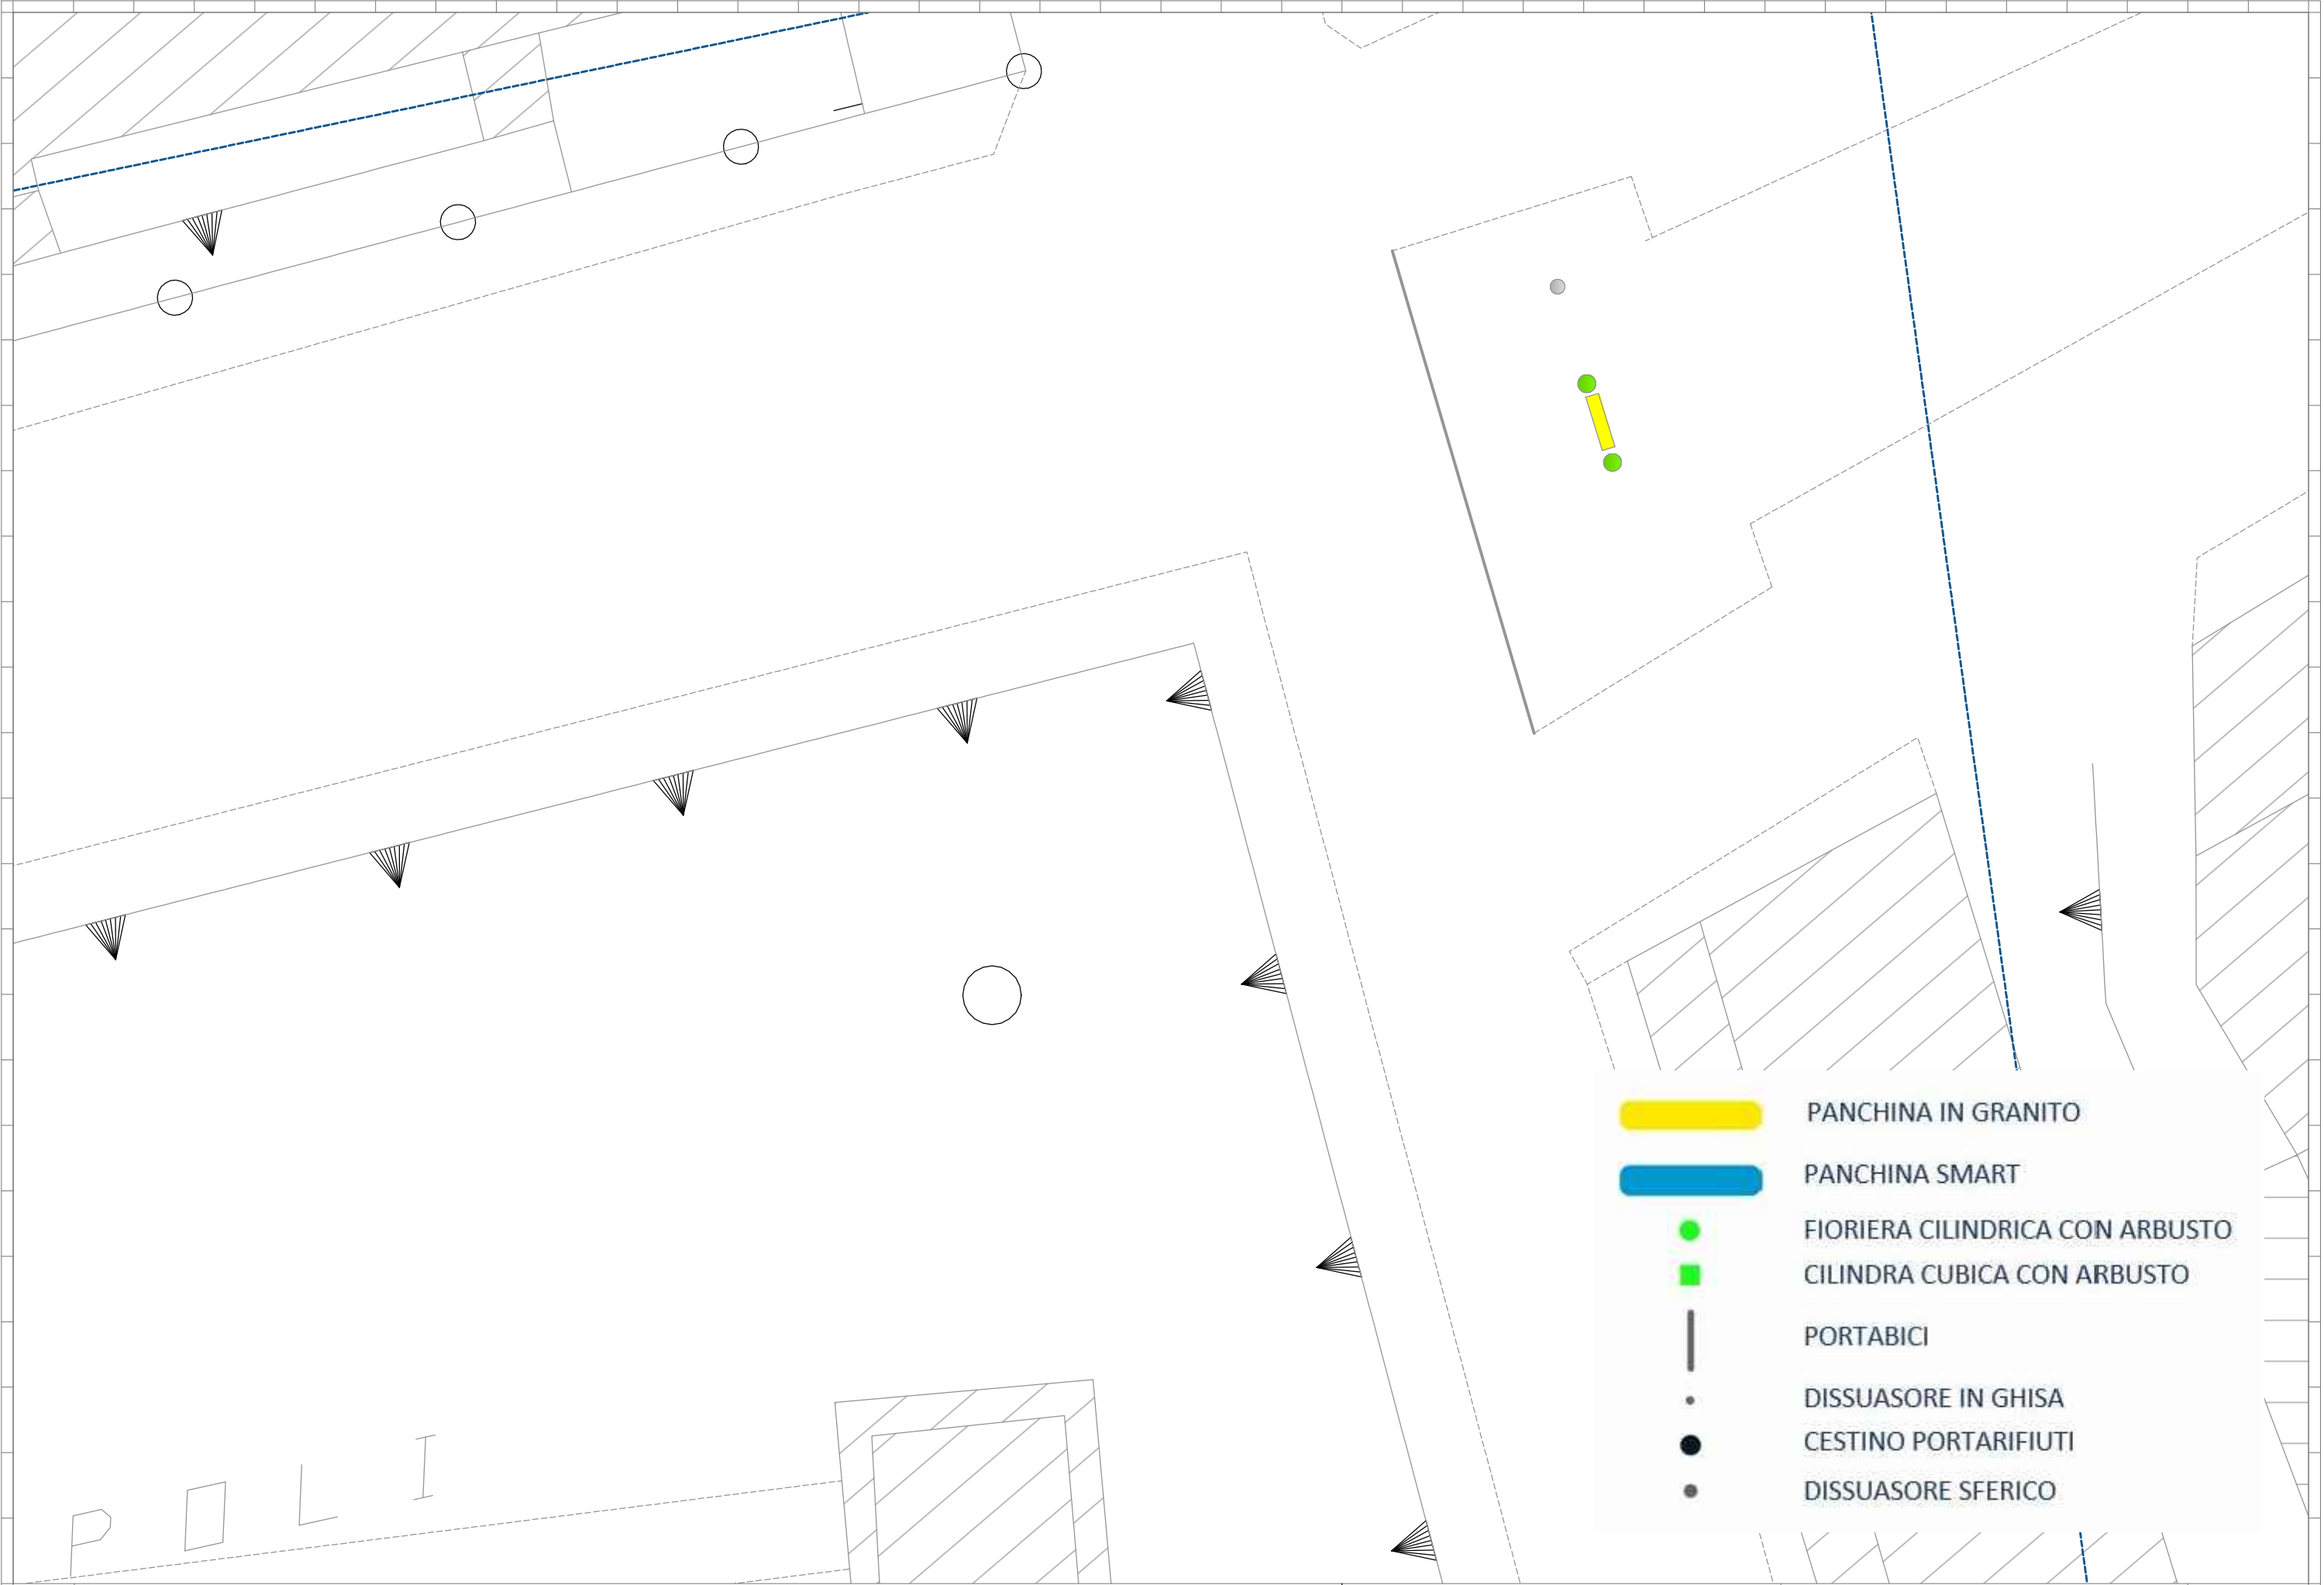 PANCHINA IN GRANITO
PANCHINA SMART
FIORIERA CILINDRICA CON ARBUSTO
CILINDRA CUBICA CON ARBUSTO
PORTABICI
DISSUASORE IN GHISA
CESTINO PORTARIFIUTI
DISSUASORE SFERICO
P O L I